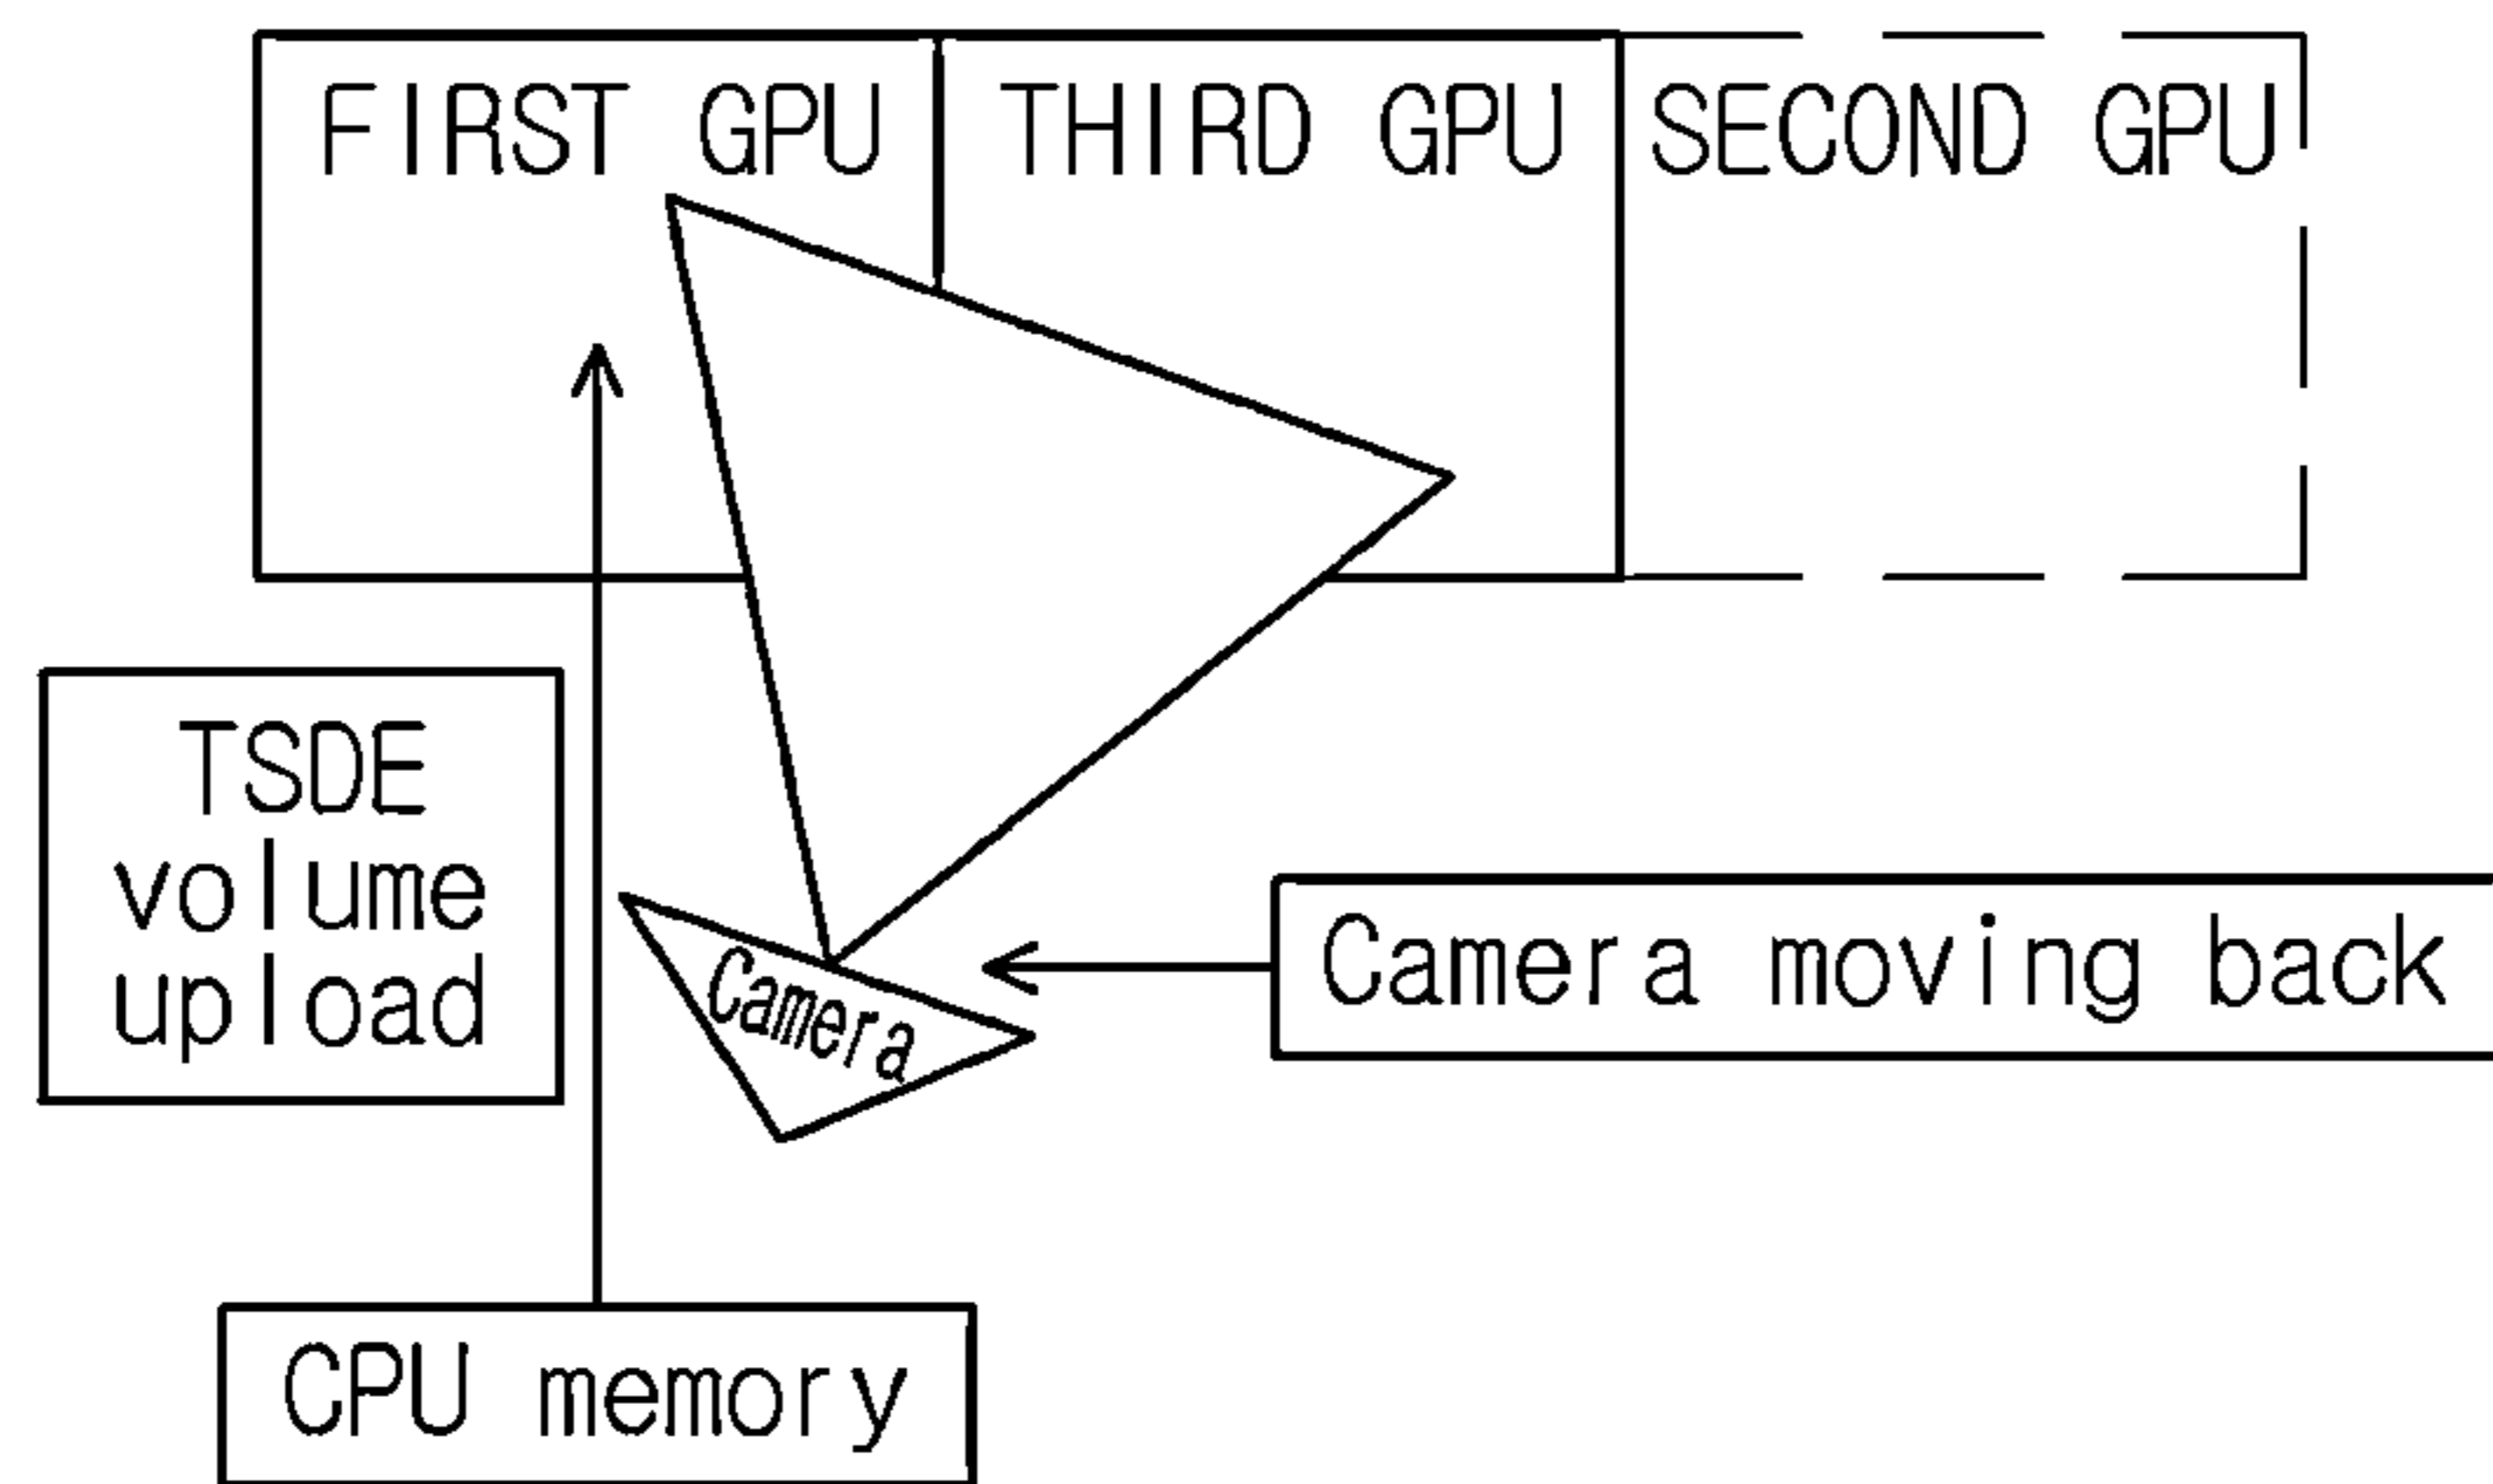 FIRST GPU
THIRD GPU
SECOND GPU
TSDE
volume
upload
Camera
Camera moving back
CPU memory